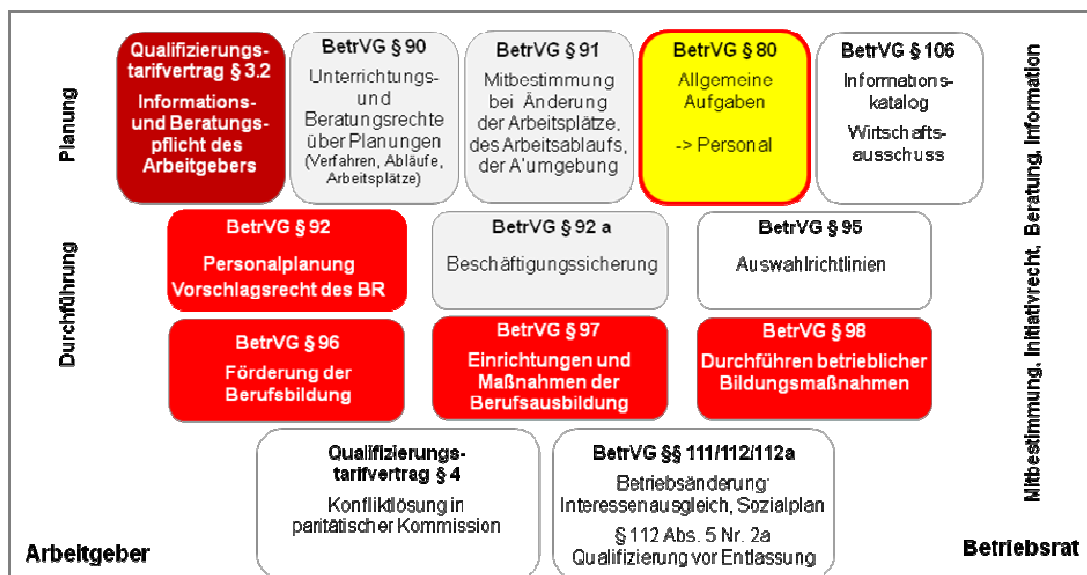 Planung
Qualifizierungs-
tarifvertrag § 3.2
Informations-
und Beratungs-
pflicht des
Arbeitgebers
BetrVG § 90
Unterrichtungs-
und
Beratungsrechte
über Planungen
(Verfahren, Abläufe,
Arbeitsplätze)
BetrVG § 91
Mitbestimmung
bei Änderung
der Arbeitsplätze,
des Arbeitsablaufs,
der A'umgebung
BetrVG § 80
Allgemeine
Aufgaben
-> Personal
BetrVG § 106
Informations-
katalog
Wirtschafts-
ausschuss
Durchführung
BetrVG § 92
Personalplanung
Vorschlagsrecht des BR
BetrVG § 92 a
Beschäftigungssicherung
BetrVG § 95
Auswahlrichtlinien
BetrVG § 96
Förderung der
Berufsbildung
BetrVG § 97
Einrichtungen und
Maßnahmen der
Berufsausbildung
BetrVG § 98
Durchführen betrieblicher
Bildungsmaßnahmen
Qualifizierungs-
tarifvertrag § 4
Konfliktlösung in
paritätischer Kommission
BetrVG §§ 111/112/112a
Betriebsänderung:
Interessenausgleich, Sozialplan
§ 112 Abs. 5 Nr. 2a
Qualifizierung vor Entlassung
Arbeitgeber
Betriebsrat
Mitbestimmung, Initiativrecht, Beratung, Information